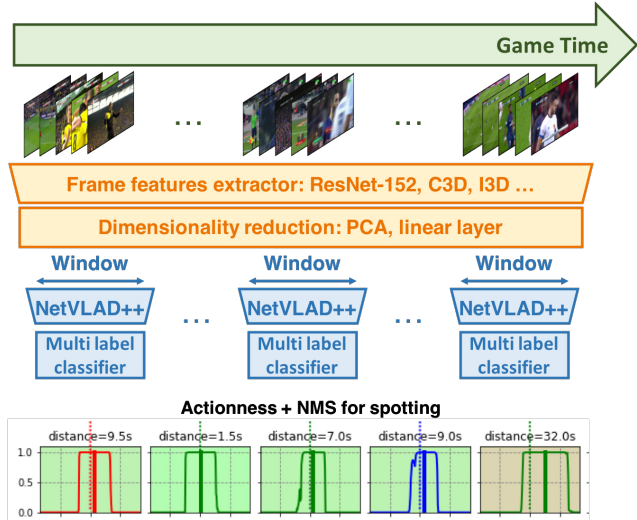 Game Time
... ...
Frame features extractor: ResNet-152, C3D, I3D ...
Dimensionality reduction: PCA, linear layer
Window Window Window
NetVLAD++ ... NetVLAD++ ... NetVLAD++
Multi label Multi label Multi label
classifier classifier classifier
Actionness + NMS for spotting
distance=9.5s distance=1.5s distance=7.0s distance=9.0s distance=32.0s
1.0
0.5
0.0